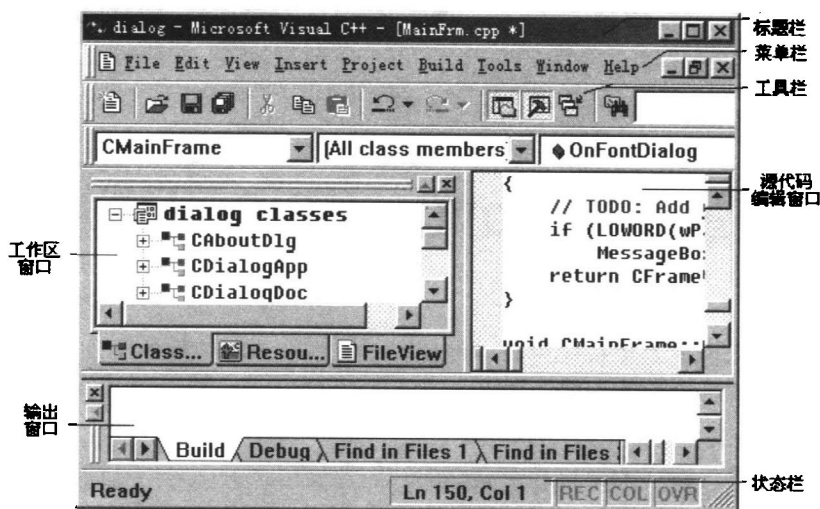 dialog - Microsoft Visual C++ - [MainFrm.cpp *]
标题栏
File Edit View Insert Project Build Tools Window Help
菜单栏
工具栏
CMainFrame
(All class members)
OnFontDialog
dialog classes
CAboutDlg
CDialogApp
CDialogDoc
Class...
Resou...
FileView
工作区
窗口
{
// TODO: Add
if (LOWORD(wP
MessageBo
return CFrame
}
void CMainFrame::
源代码
编辑窗口
输出
窗口
Build
Debug
Find in Files 1
Find in Files
Ready
Ln 150, Col 1
REC COL OVR
状态栏